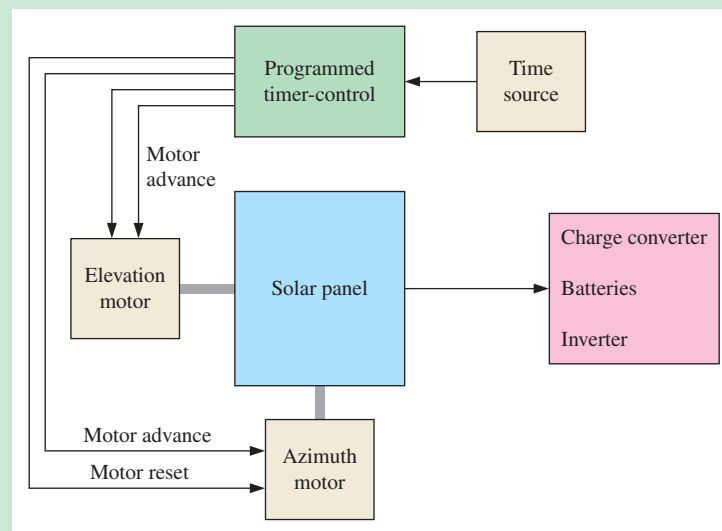 Programmed
timer-control
Time
source
Motor
advance
Elevation
motor
Solar panel
Charge converter
Batteries
Inverter
Motor advance
Motor reset
Azimuth
motor